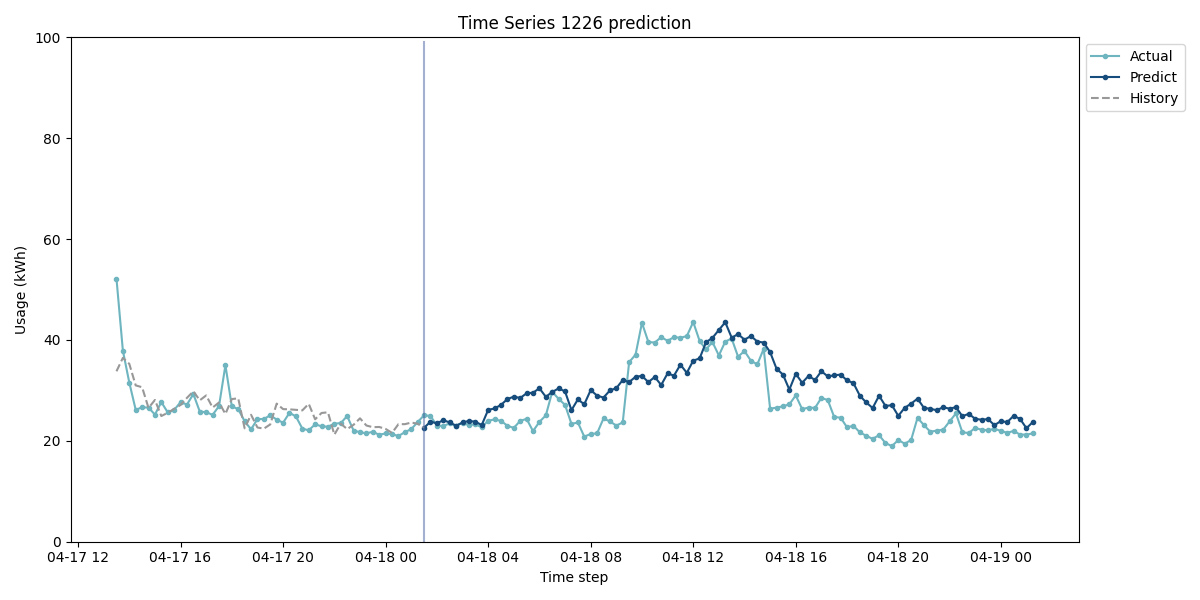 Time Series 1226 prediction
100
80
60
40
20
0
Usage (kWh)
04-17 12
04-17 16
04-17 20
04-18 00
04-18 04
04-18 08
04-18 12
04-18 16
04-18 20
04-19 00
Time step
Actual
Predict
History